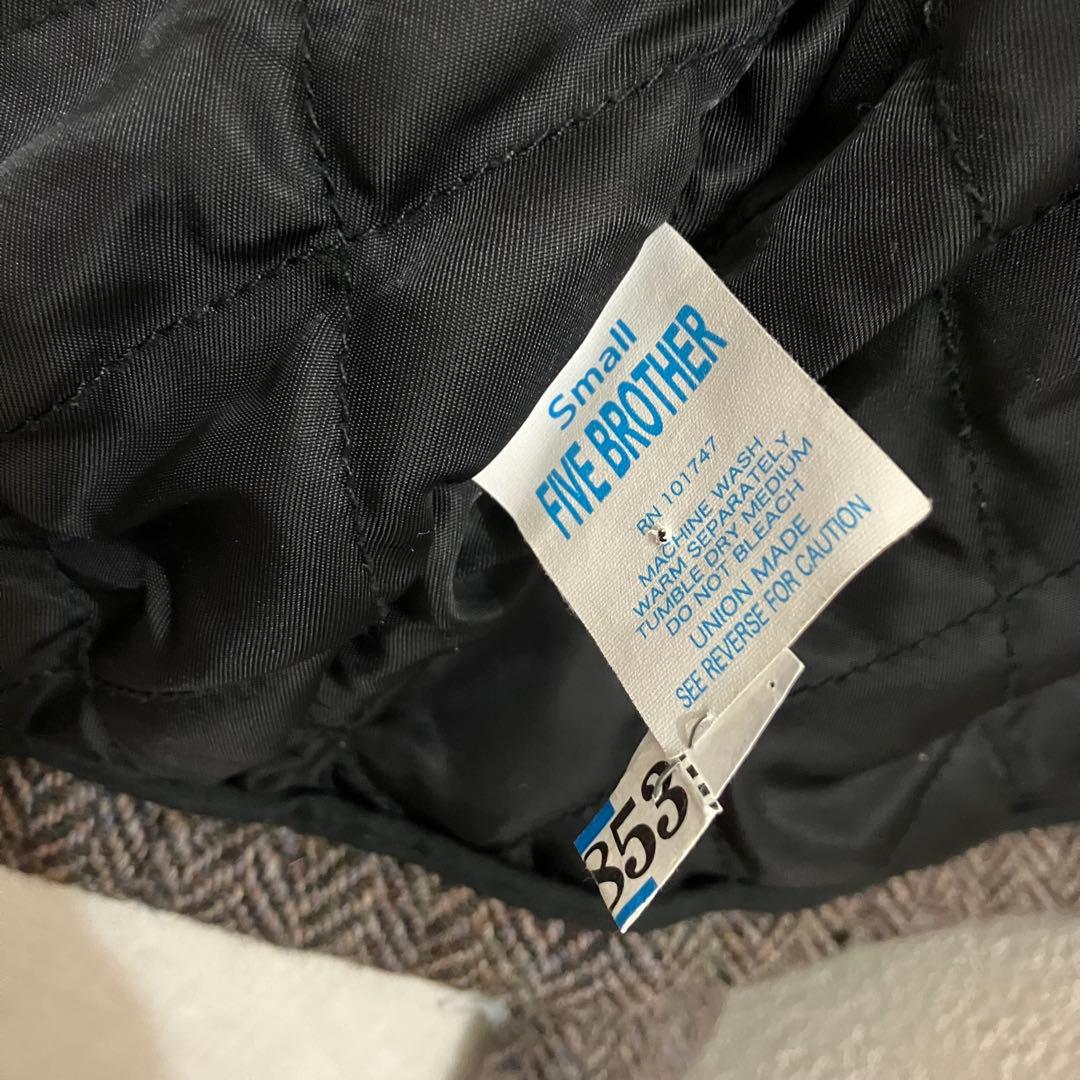 Small
FIVE BROTHER
RN 101747
MACHINE WASH
WARM SEPARATELY
TUMBLE DRY MEDIUM
DO NOT BLEACH
UNION MADE
SEE REVERSE FOR CAUTION
353